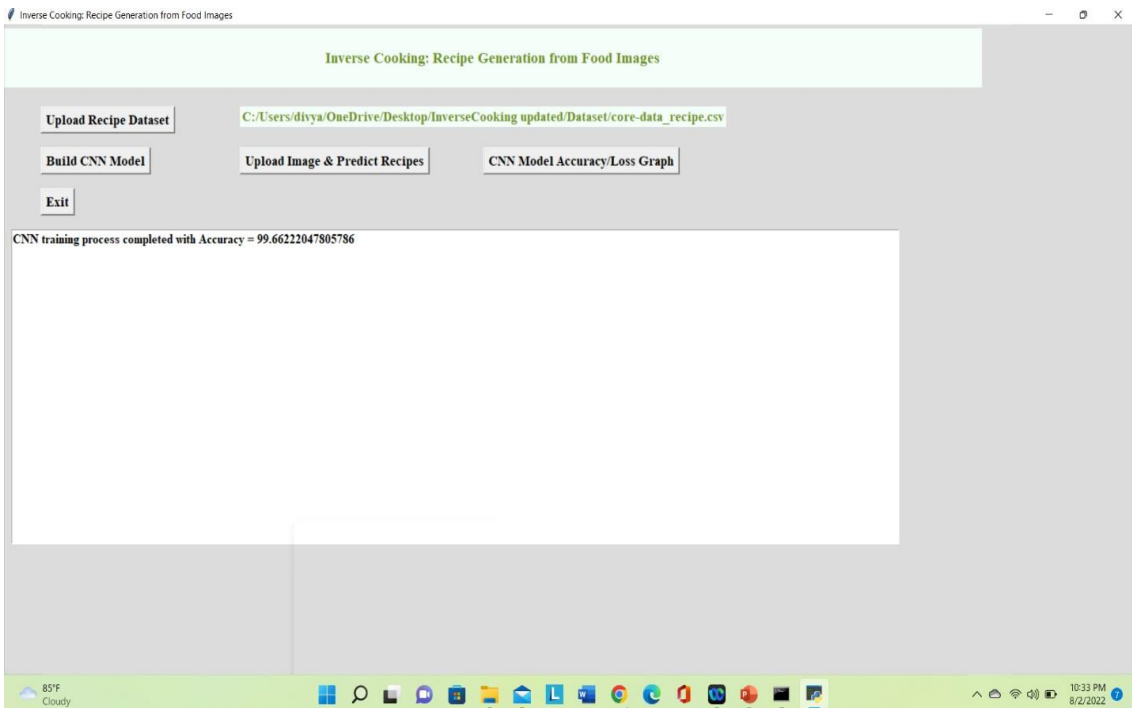 Inverse Cooking: Recipe Generation from Food Images
Inverse Cooking: Recipe Generation from Food Images
Upload Recipe Dataset
C:/Users/divya/OneDrive/Desktop/InverseCooking updated/Dataset/core-data_recipe.csv
Build CNN Model
Upload Image & Predict Recipes
CNN Model Accuracy/Loss Graph
Exit
CNN training process completed with Accuracy = 99.66222047805786
85°F
Cloudy
10:33 PM
8/2/2022
7